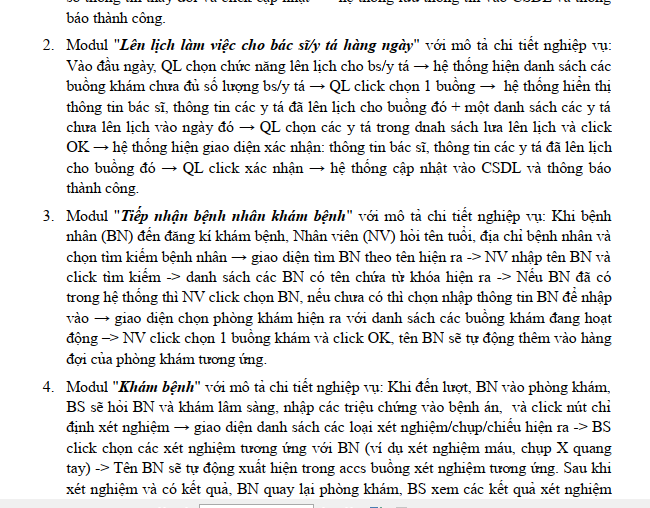 báo thành công.
2. Modul "Lên lịch làm việc cho bác sĩ/y tá hàng ngày" với mô tả chi tiết nghiệp vụ:
Vào đầu ngày, QL chọn chức năng lên lịch cho bs/y tá → hệ thống hiện danh sách các
buồng khám chưa đủ số lượng bs/y tá → QL click chọn 1 buồng → hệ thống hiển thị
thông tin bác sĩ, thông tin các y tá đã lên lịch cho buồng đó + một danh sách các y tá
chưa lên lịch vào ngày đó → QL chọn các y tá trong dnah sách lưa lên lịch và click
OK → hệ thống hiện giao diện xác nhận: thông tin bác sĩ, thông tin các y tá đã lên lịch
cho buồng đó → QL click xác nhận → hệ thống cập nhật vào CSDL và thông báo
thành công.
3. Modul "Tiếp nhận bệnh nhân khám bệnh" với mô tả chi tiết nghiệp vụ: Khi bệnh
nhân (BN) đến đăng kí khám bệnh, Nhân viên (NV) hỏi tên tuổi, địa chỉ bệnh nhân và
chọn tìm kiếm bệnh nhân → giao diện tìm BN theo tên hiện ra -> NV nhập tên BN và
click tìm kiếm -> danh sách các BN có tên chứa từ khóa hiện ra -> Nếu BN đã có
trong hệ thống thì NV click chọn BN, nếu chưa có thì chọn nhập thông tin BN để nhập
vào → giao diện chọn phòng khám hiện ra với danh sách các buồng khám đang hoạt
động –> NV click chọn 1 buồng khám và click OK, tên BN sẽ tự động thêm vào hàng
đợi của phòng khám tương ứng.
4. Modul "Khám bệnh" với mô tả chi tiết nghiệp vụ: Khi đến lượt, BN vào phòng khám,
BS sẽ hỏi BN và khám lâm sàng, nhập các triệu chứng vào bệnh án, và click nút chỉ
định xét nghiệm → giao diện danh sách các loại xét nghiệm/chụp/chiếu hiện ra -> BS
click chọn các xét nghiệm tương ứng với BN (ví dụ xét nghiệm máu, chụp X quang
tay) -> Tên BN sẽ tự động xuất hiện trong accs buồng xét nghiệm tương ứng. Sau khi
xét nghiệm và có kết quả, BN quay lại phòng khám, BS xem các kết quả xét nghiệm